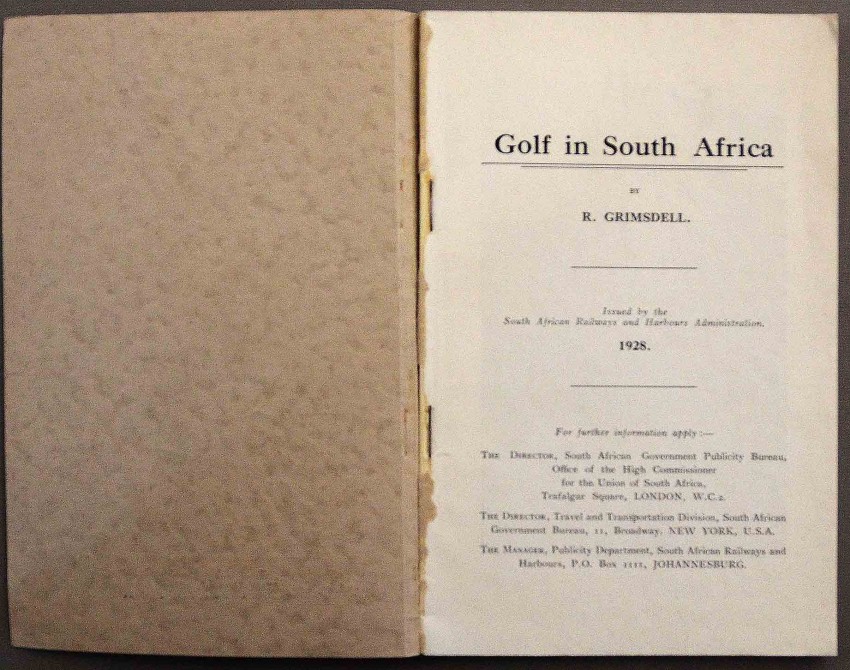 Golf in South Africa
BY
R. GRIMSDELL.
Issued by the
South African Railways and Harbours Administration.
1928.
For further information apply :—
THE DIRECTOR, South African Government Publicity Bureau,
Office of the High Commissioner
for the Union of South Africa,
Trafalgar Square, LONDON, W.C.2.
THE DIRECTOR, Travel and Transportation Division, South African
Government Bureau, 11, Broadway, NEW YORK, U.S.A.
THE MANAGER, Publicity Department, South African Railways and
Harbours, P.O. Box 1111, JOHANNESBURG.